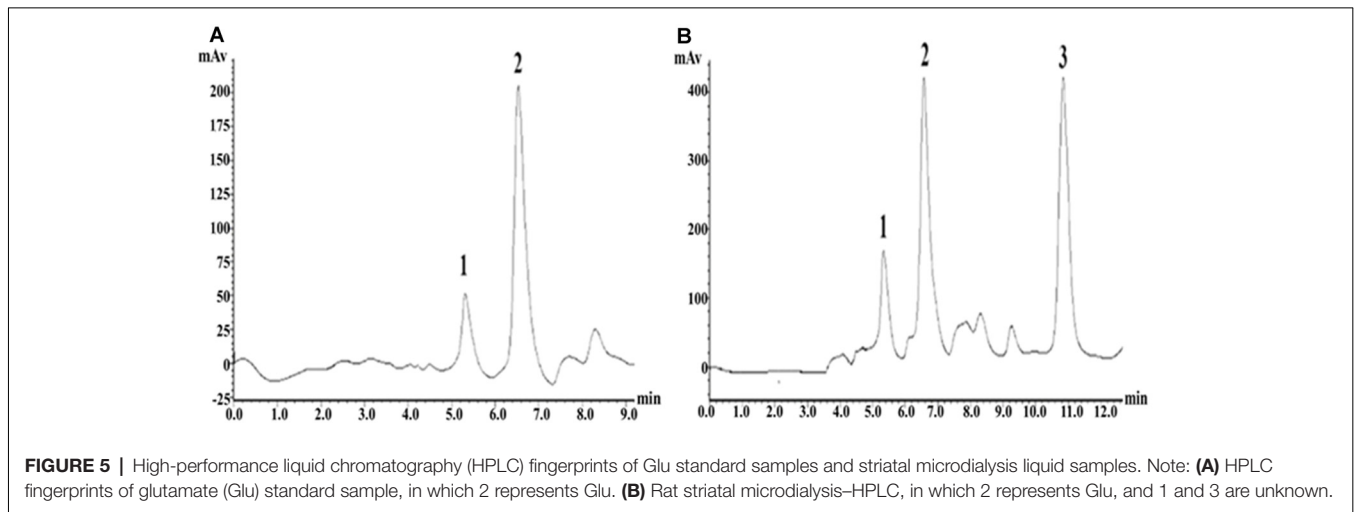 A
mAv
200
175
150
125
100
75
50
25
0
-25
1
2
0.0 1.0 2.0 3.0 4.0 5.0 6.0 7.0 8.0 9.0 min
B
mAv
400
300
200
100
0
1
2
3
0.0 1.0 2.0 3.0 4.0 5.0 6.0 7.0 8.0 9.0 10.0 11.0 12.0 min
FIGURE 5 | High-performance liquid chromatography (HPLC) fingerprints of Glu standard samples and striatal microdialysis liquid samples. Note: (A) HPLC
fingerprints of glutamate (Glu) standard sample, in which 2 represents Glu. (B) Rat striatal microdialysis–HPLC, in which 2 represents Glu, and 1 and 3 are unknown.